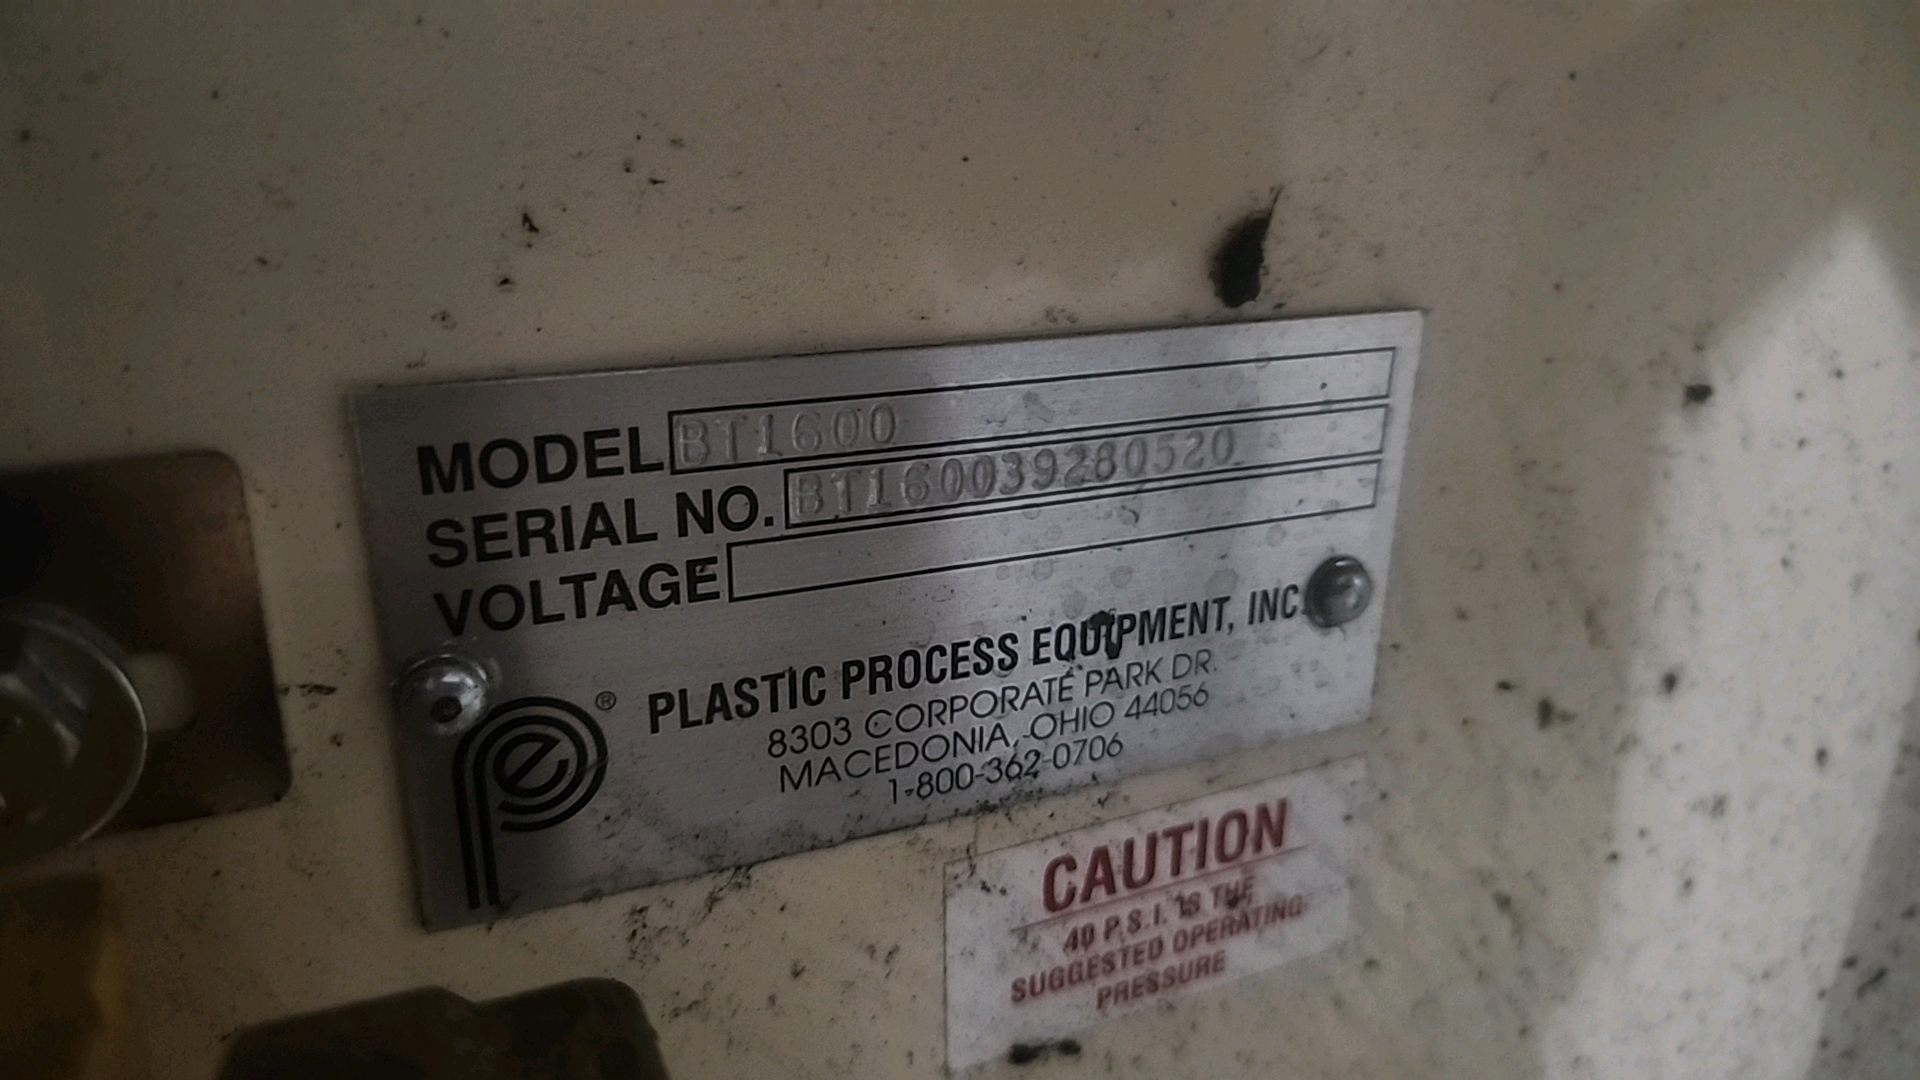 MODEL BT1600
SERIAL NO. BT160039280520
VOLTAGE
pe®
PLASTIC PROCESS EQUIPMENT, INC.
8303 CORPORATE PARK DR.
MACEDONIA, OHIO 44056
1-800-362-0706
CAUTION
40 P.S.I. IS THE
SUGGESTED OPERATING
PRESSURE